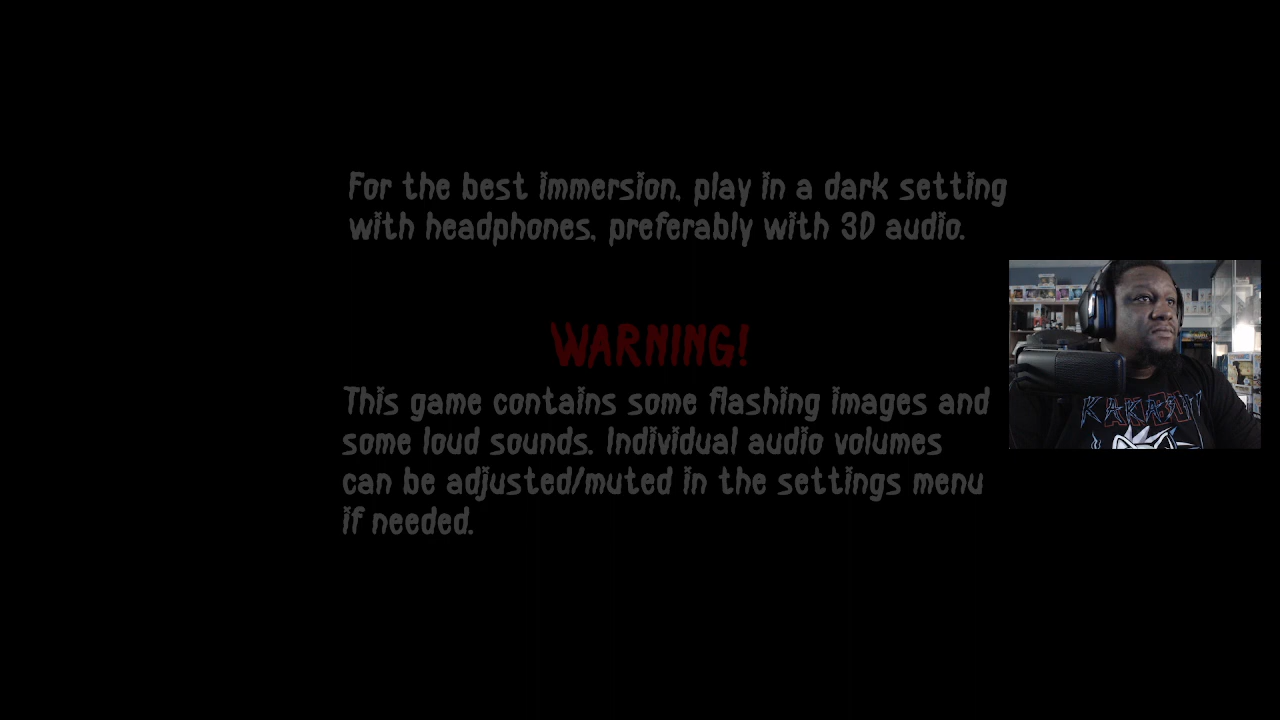 For the best immersion, play in a dark setting
with headphones, preferably with 3D audio.
WARNING!
This game contains some flashing images and
some loud sounds. Individual audio volumes
can be adjusted/muted in the settings menu
if needed.